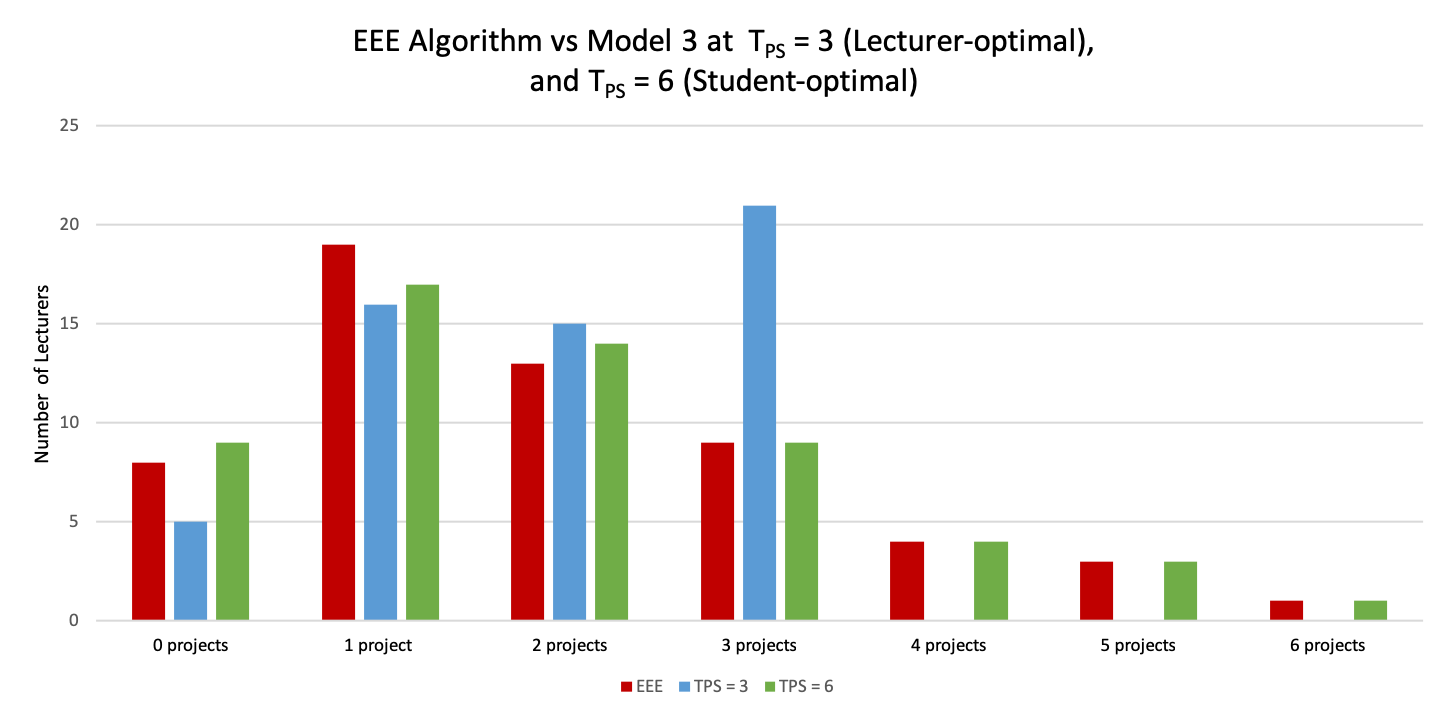 EEE Algorithm vs Model 3 at TPS = 3 (Lecturer-optimal),
and TPS = 6 (Student-optimal)
25
20
15
10
5
0
Number of Lecturers
0 projects
1 project
2 projects
3 projects
4 projects
5 projects
6 projects
EEE
TPS = 3
TPS = 6